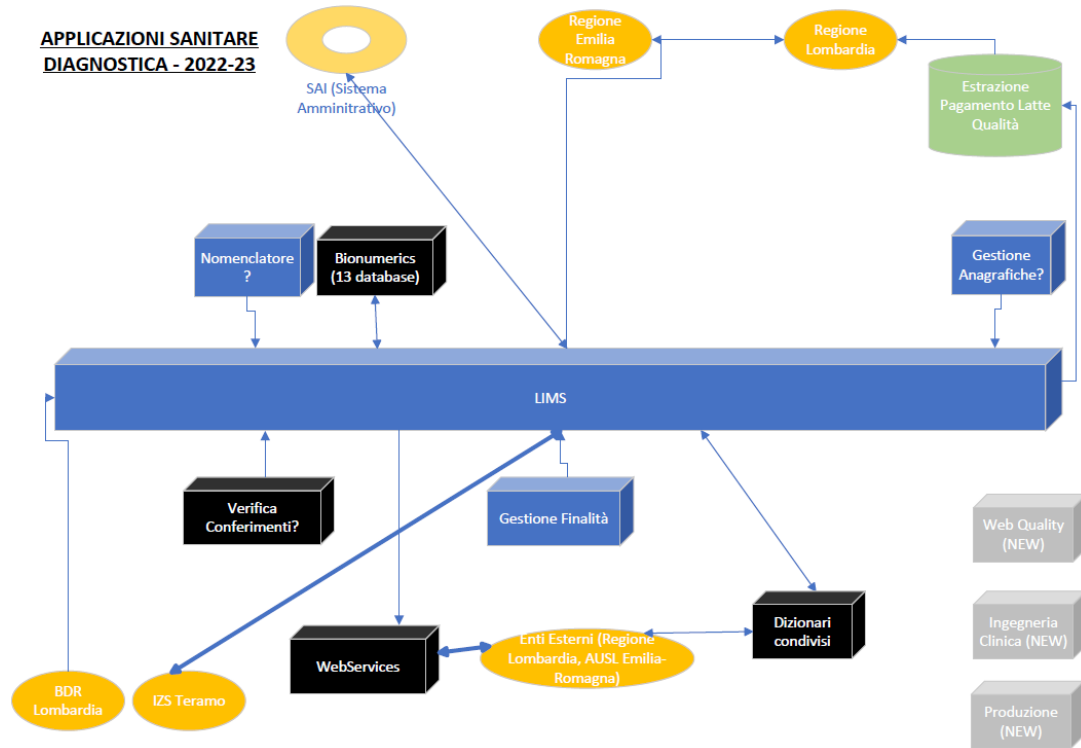 APPLICAZIONI SANITARE
DIAGNOSTICA - 2022-23
SAI (Sistema
Amminitrativo)
Regione
Emilia
Romagna
Regione
Lombardia
Estrazione
Pagamento Latte
Qualità
Nomenclatore
?
Bionumerics
(13 database)
Gestione
Anagrafiche?
LIMS
Verifica
Conferimenti?
Gestione Finalità
Web Quality
(NEW)
WebServices
Enti Esterni (Regione
Lombardia, AUSL Emilia-
Romagna)
Dizionari
condivisi
Ingegneria
Clinica (NEW)
BDR
Lombardia
IZS Teramo
Produzione
(NEW)